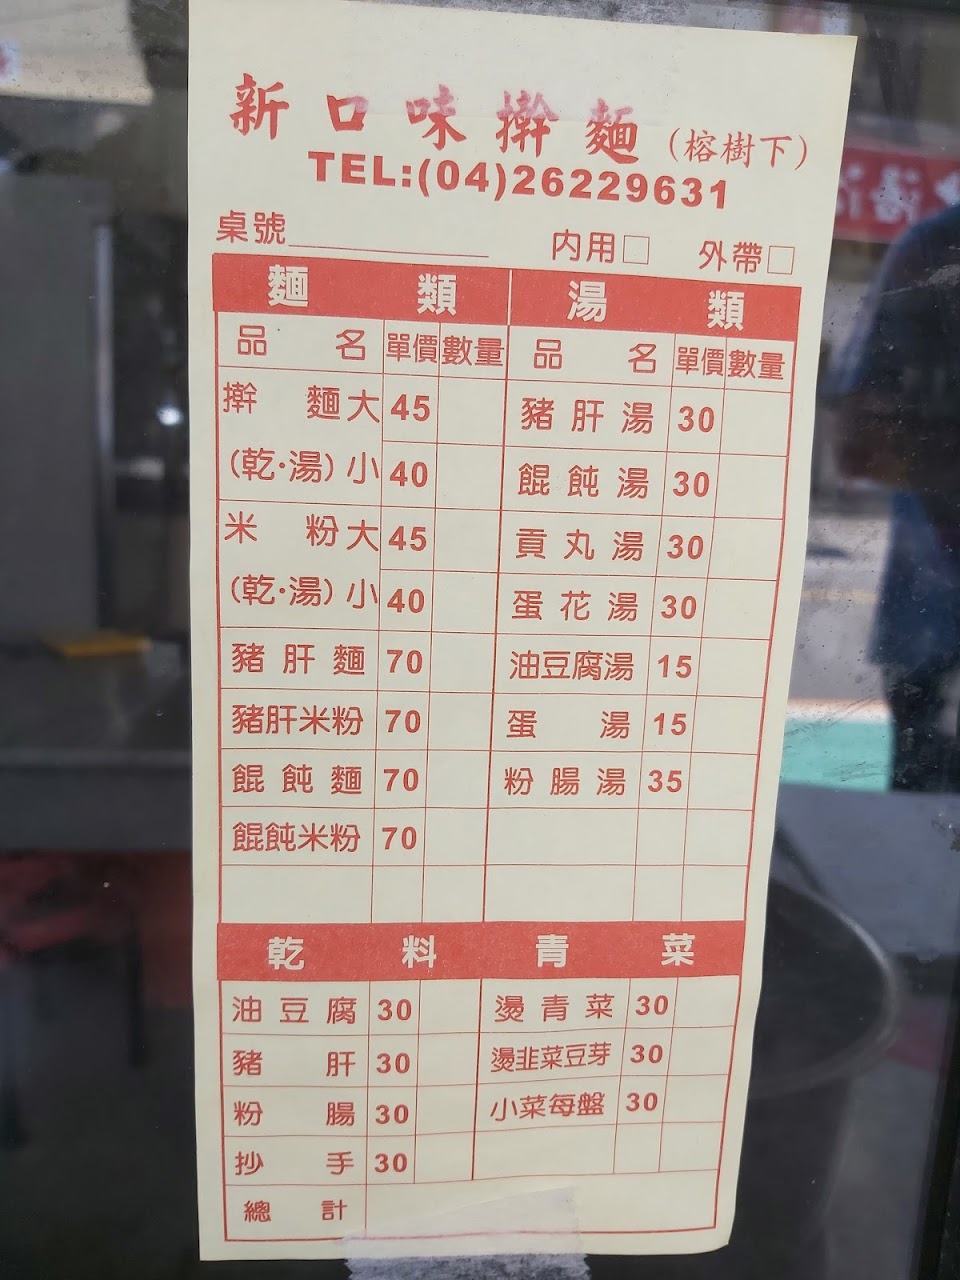 新口味擀麵(榕樹下)
TEL:(04)26229631
桌號 內用□ 外帶□
麵類 湯類
品名 單價 數量 品名 單價 數量
擀麵大 45 豬肝湯 30
(乾·湯)小 40 餛飩湯 30
米粉大 45 貢丸湯 30
(乾·湯)小 40 蛋花湯 30
豬肝麵 70 油豆腐湯 15
豬肝米粉 70 蛋湯 15
餛飩麵 70 粉腸湯 35
餛飩米粉 70
乾料 青菜
油豆腐 30 燙青菜 30
豬肝 30 燙韭菜豆芽 30
粉腸 30 小菜每盤 30
抄手 30
總計